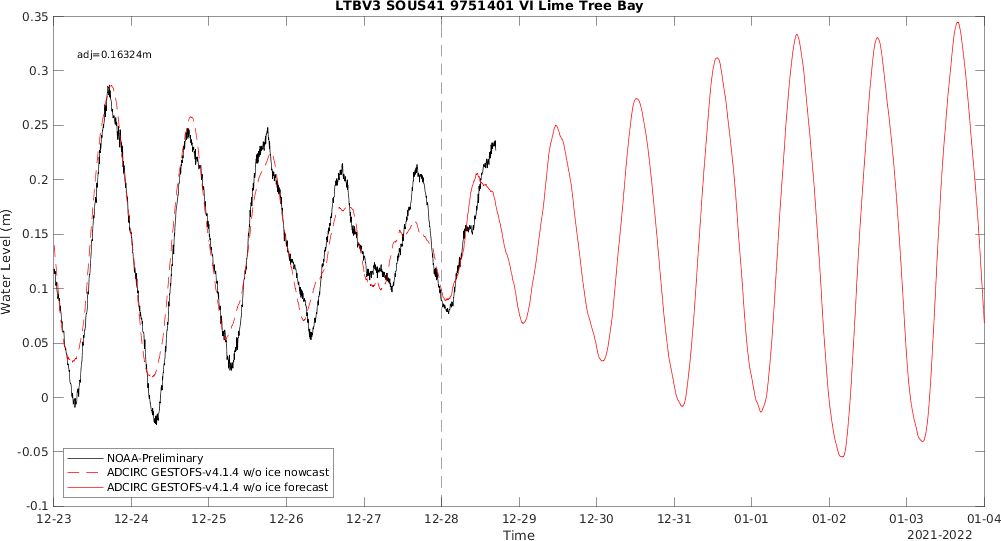 LTBV3 SOUS41 9751401 VI Lime Tree Bay
adj=0.16324m
0.35
0.3
0.25
0.2
0.15
0.1
0.05
0
-0.05
-0.1
Water Level (m)
NOAA-Preliminary
ADCIRC GESTOFS-v4.1.4 w/o ice nowcast
ADCIRC GESTOFS-v4.1.4 w/o ice forecast
12-23 12-24 12-25 12-26 12-27 12-28 12-29 12-30 12-31 01-01 01-02 01-03 01-04
Time
2021-2022